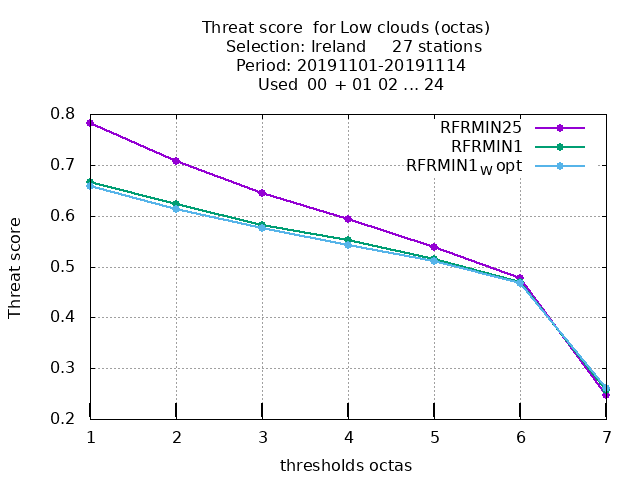 Threat score  for Low clouds (octas)
Selection: Ireland     27 stations
Period: 20191101-20191114
Used  00 + 01 02 ... 24
RFRMIN25
RFRMIN1
RFRMIN1W opt
Threat score
0.8
0.7
0.6
0.5
0.4
0.3
0.2
1 2 3 4 5 6 7
thresholds octas